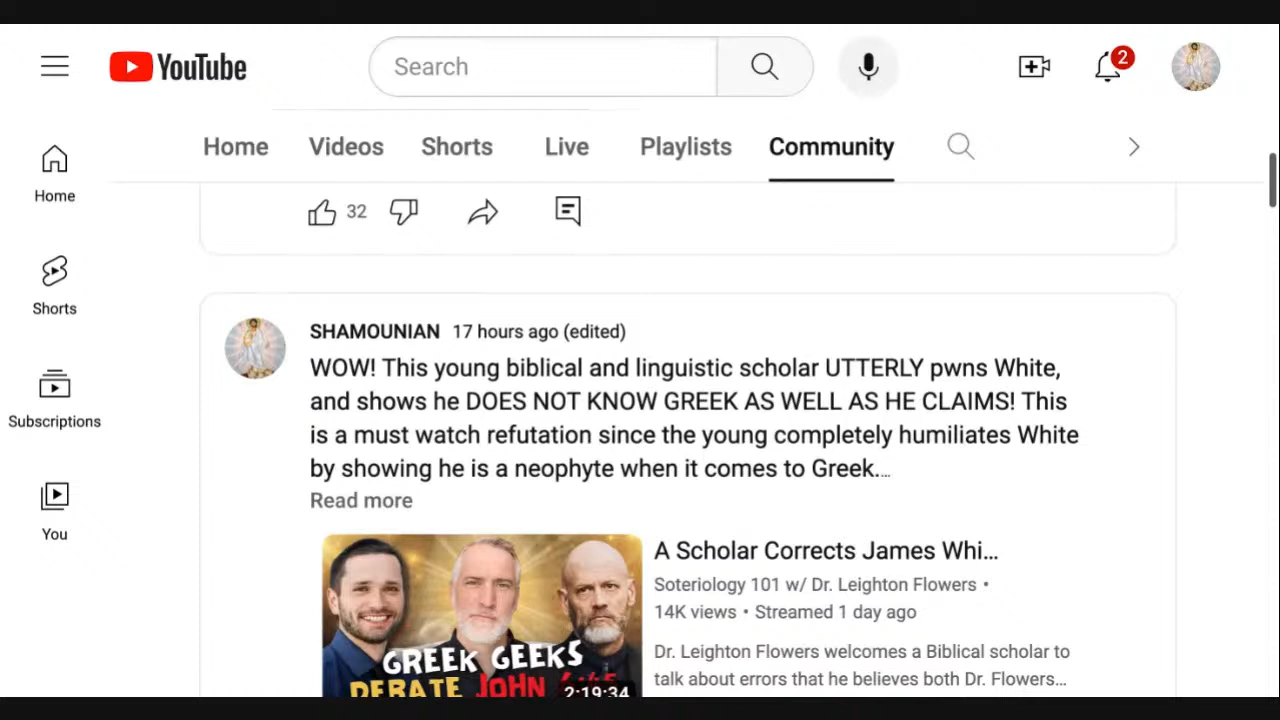 YouTube
Search
2
Home
Videos
Shorts
Live
Playlists
Community
Home
Shorts
Subscriptions
You
32
SHAMOUNIAN 17 hours ago (edited)
WOW! This young biblical and linguistic scholar UTTERLY pwns White,
and shows he DOES NOT KNOW GREEK AS WELL AS HE CLAIMS! This
is a must watch refutation since the young completely humiliates White
by showing he is a neophyte when it comes to Greek....
Read more
GREEK GEEKS
DEBATE JOHN
2:19:34
A Scholar Corrects James Whi...
Soteriology 101 w/ Dr. Leighton Flowers •
14K views • Streamed 1 day ago
Dr. Leighton Flowers welcomes a Biblical scholar to
talk about errors that he believes both Dr. Flowers...